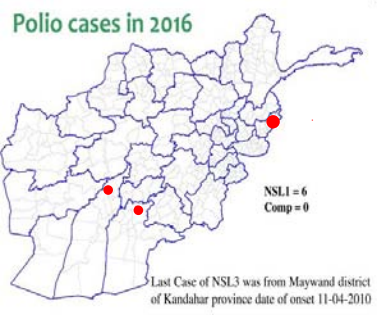 Polio cases in 2016
NSL1 = 6
Comp = 0
Last Case of NSL3 was from Maywand district
of Kandahar province date of onset 11-04-2010